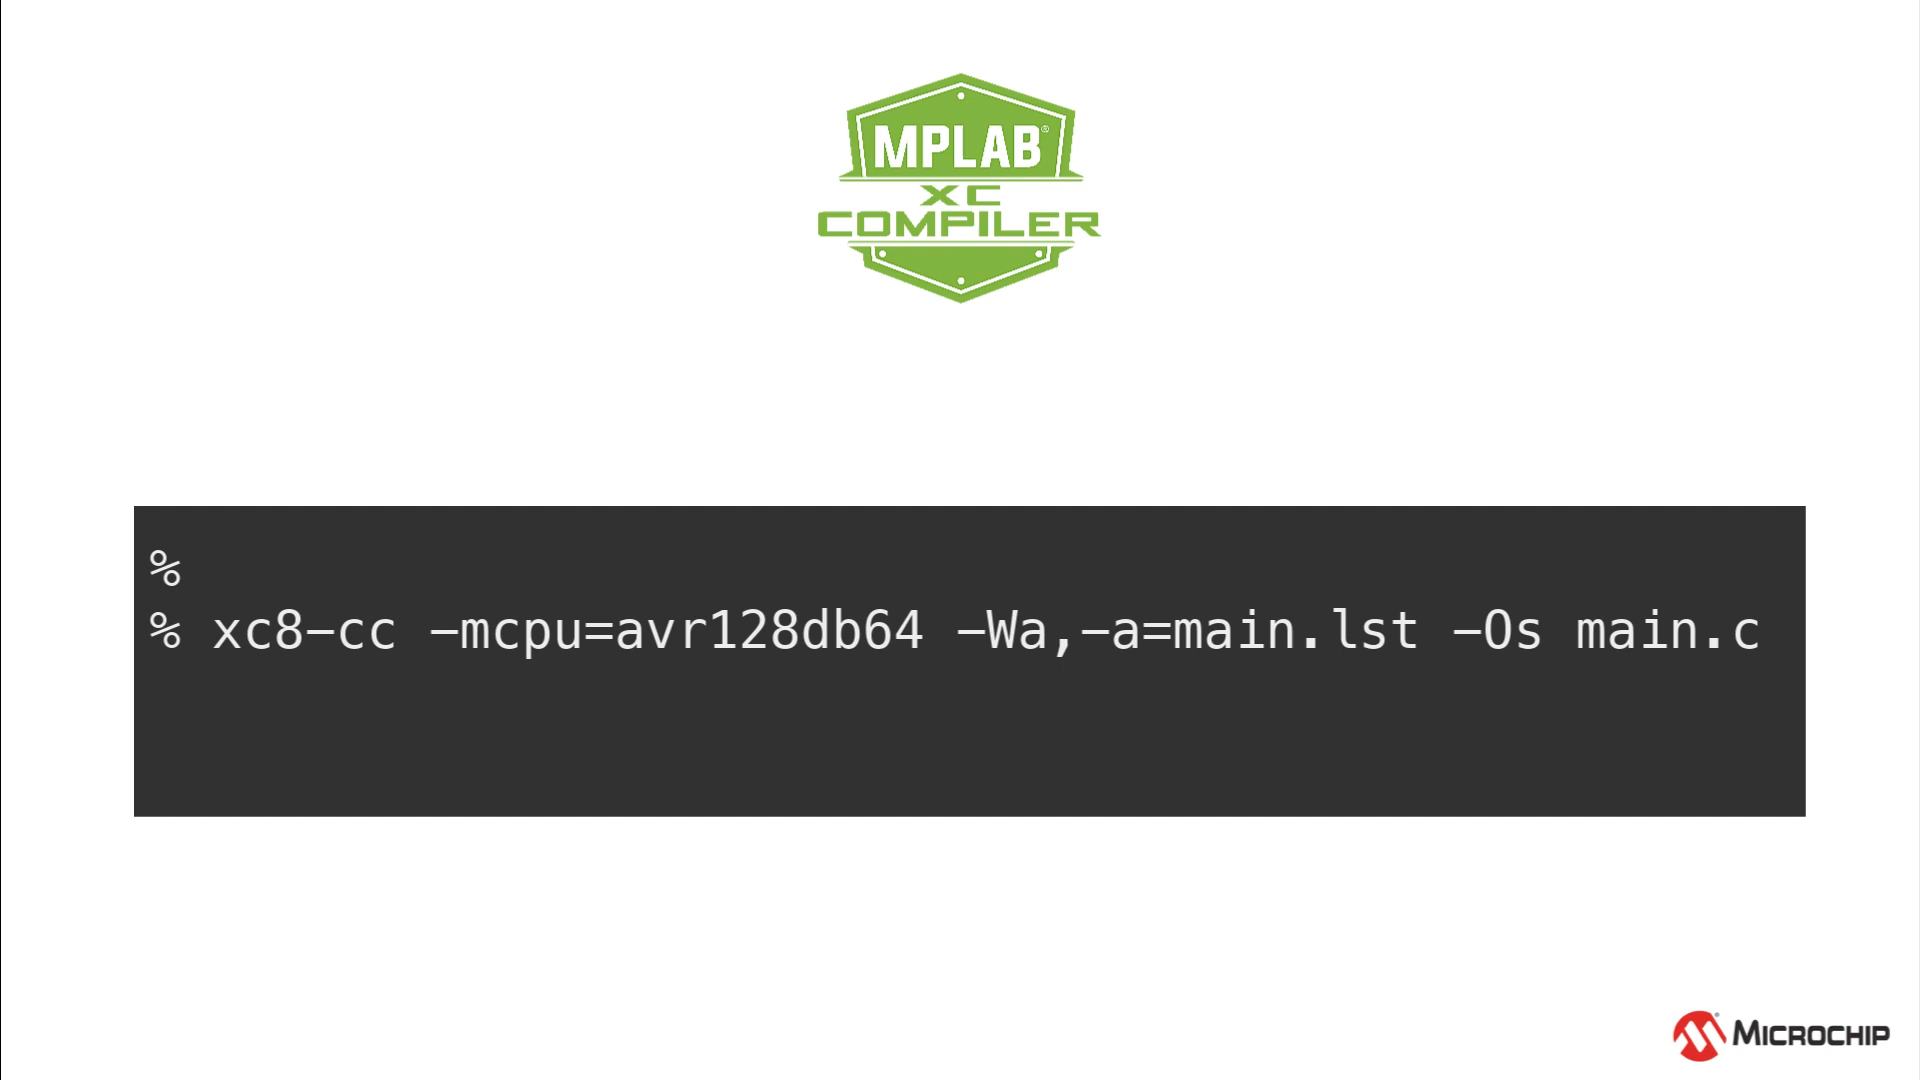 MPLAB®
XC
COMPILER
%
% xc8-cc -mcpu=avr128db64 -Wa,-a=main.lst -Os main.c
MICROCHIP